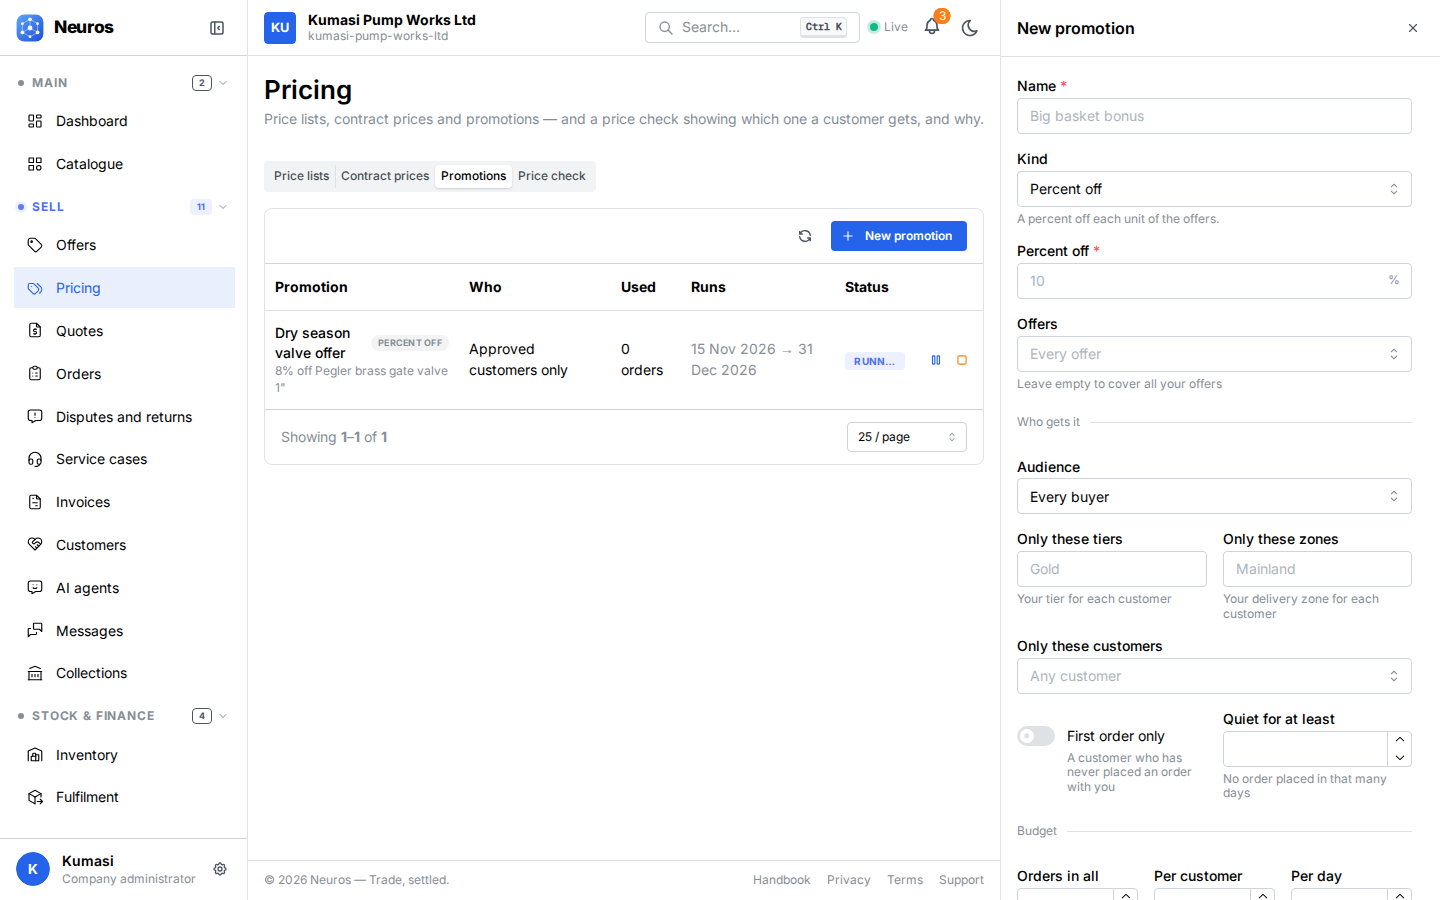 Neuros
MAIN
2
Dashboard
Catalogue
SELL
11
Offers
Pricing
Quotes
Orders
Disputes and returns
Service cases
Invoices
Customers
AI agents
Messages
Collections
STOCK & FINANCE
4
Inventory
Fulfilment
K
Kumasi
Company administrator
KU
Kumasi Pump Works Ltd
kumasi-pump-works-ltd
Search...
Ctrl K
Live
3
Pricing
Price lists, contract prices and promotions — and a price check showing which one a customer gets, and why.
Price lists
Contract prices
Promotions
Price check
New promotion
Promotion
Who
Used
Runs
Status
Dry season
valve offer
PERCENT OFF
8% off Pegler brass gate valve
1"
Approved
customers only
0
orders
15 Nov 2026 → 31
Dec 2026
RUNN...
Showing 1–1 of 1
25 / page
© 2026 Neuros — Trade, settled.
Handbook
Privacy
Terms
Support
New promotion
Name *
Big basket bonus
Kind
Percent off
A percent off each unit of the offers.
Percent off *
10
%
Offers
Every offer
Leave empty to cover all your offers
Who gets it
Audience
Every buyer
Only these tiers
Gold
Your tier for each customer
Only these zones
Mainland
Your delivery zone for each
customer
Only these customers
Any customer
First order only
A customer who has
never placed an order
with you
Quiet for at least
No order placed in that many
days
Budget
Orders in all
Per customer
Per day